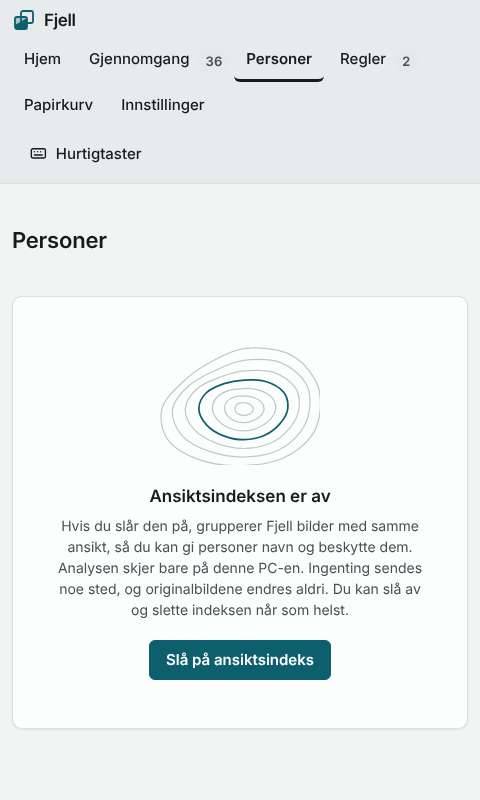 Fjell
Hjem Gjennomgang 36 Personer Regler 2
Papirkurv Innstillinger
Hurtigtaster
Personer
Ansiktsindeksen er av
Hvis du slår den på, grupperer Fjell bilder med samme
ansikt, så du kan gi personer navn og beskytte dem.
Analysen skjer bare på denne PC-en. Ingenting sendes
noe sted, og originalbildene endres aldri. Du kan slå av
og slette indeksen når som helst.
Slå på ansiktsindeks